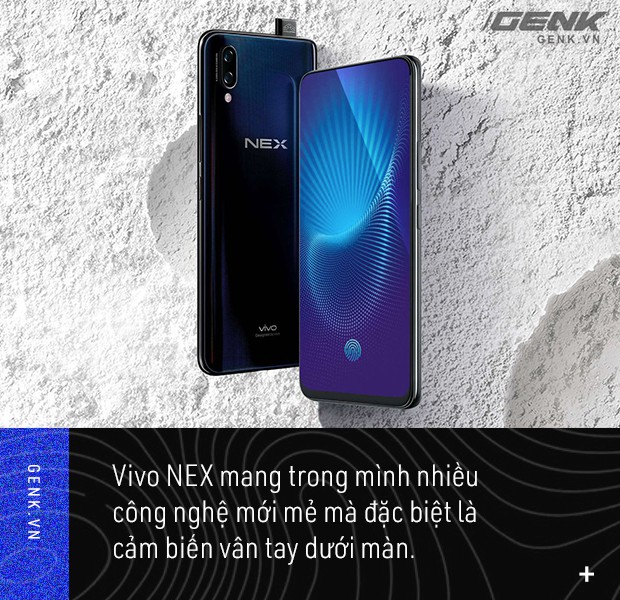 GENK
GENK.VN
NEX
vivo
GENK.VN
Vivo NEX mang trong mình nhiều
công nghệ mới mẻ mà đặc biệt là
cảm biến vân tay dưới màn.
+